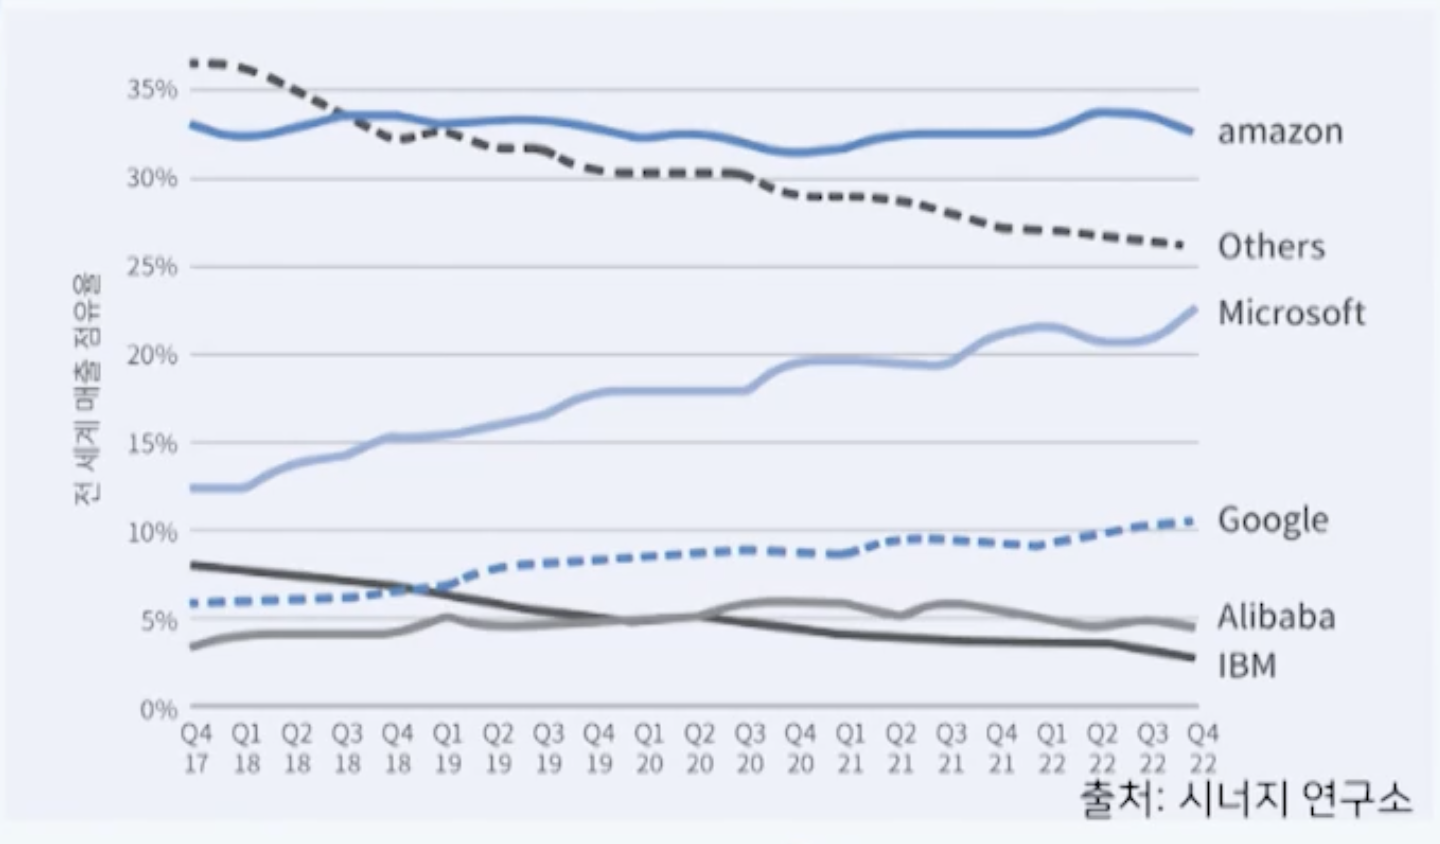 35%
30%
25%
20%
15%
10%
5%
0%
전 세계 매출 점유율
amazon
Others
Microsoft
Google
Alibaba
IBM
Q4 Q1 Q2 Q3 Q4 Q1 Q2 Q3 Q4 Q1 Q2 Q3 Q4 Q1 Q2 Q3 Q4 Q1 Q2 Q3 Q4
17 18 18 18 18 19 19 19 19 20 20 20 20 21 21 21 21 22 22 22 22
출처: 시너지 연구소